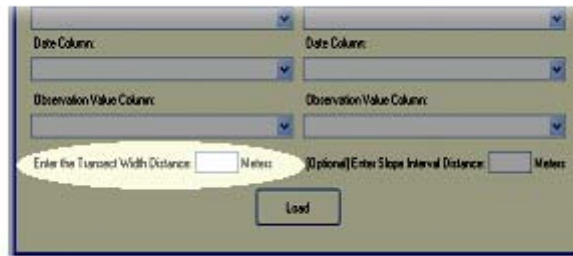 Date Column: Date Column:
Observation Value Column: Observation Value Column:
Enter the Transect Width Distance: Meters (Optional) Enter Slope Interval Distance: Meters
Load